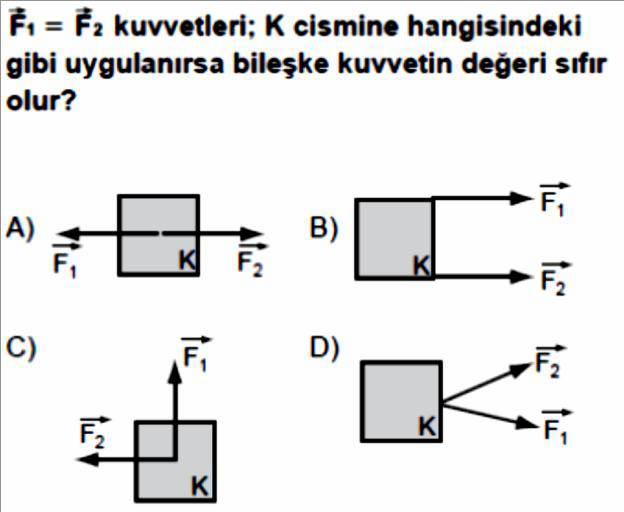 F⃗₁ = F⃗₂ kuvvetleri; K cismine hangisindeki
gibi uygulanırsa bileşke kuvvetin değeri sıfır
olur?
A) F⃗₁ K F⃗₂
B) K F⃗₁ F⃗₂
C) F⃗₁ F⃗₂ K
D) K F⃗₂ F⃗₁